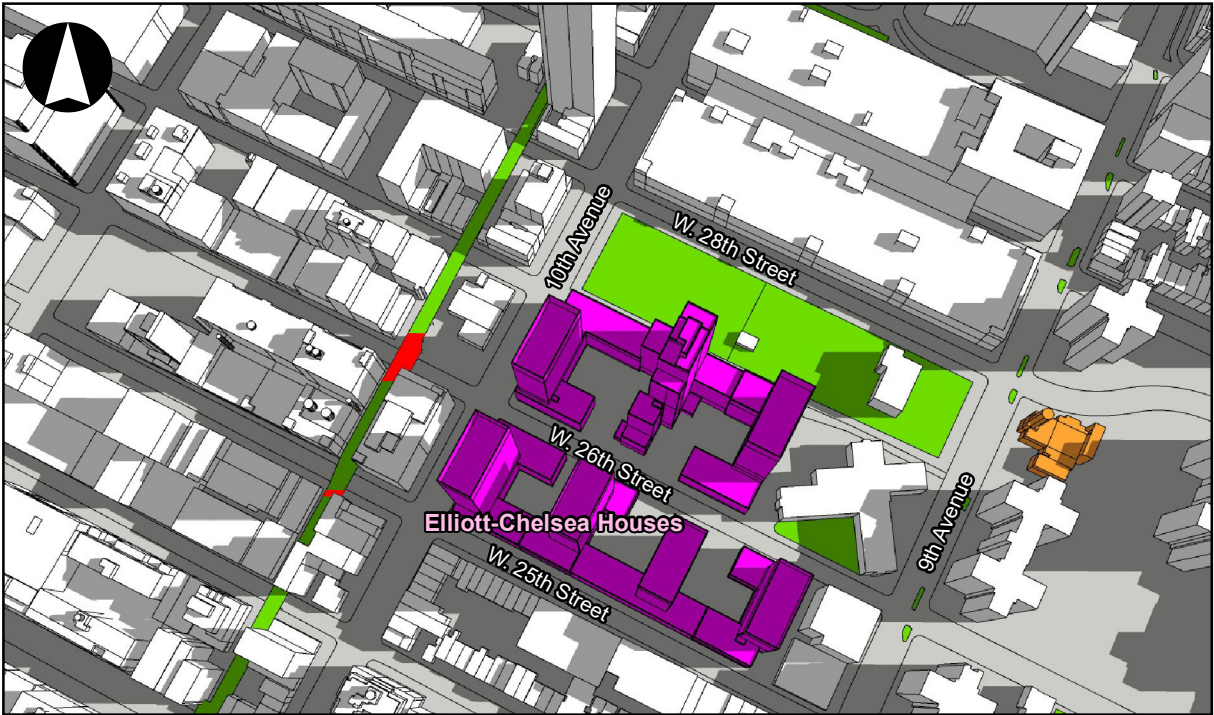 10th Avenue
W. 28th Street
W. 26th Street
Elliott-Chelsea Houses
W. 25th Street
9th Avenue